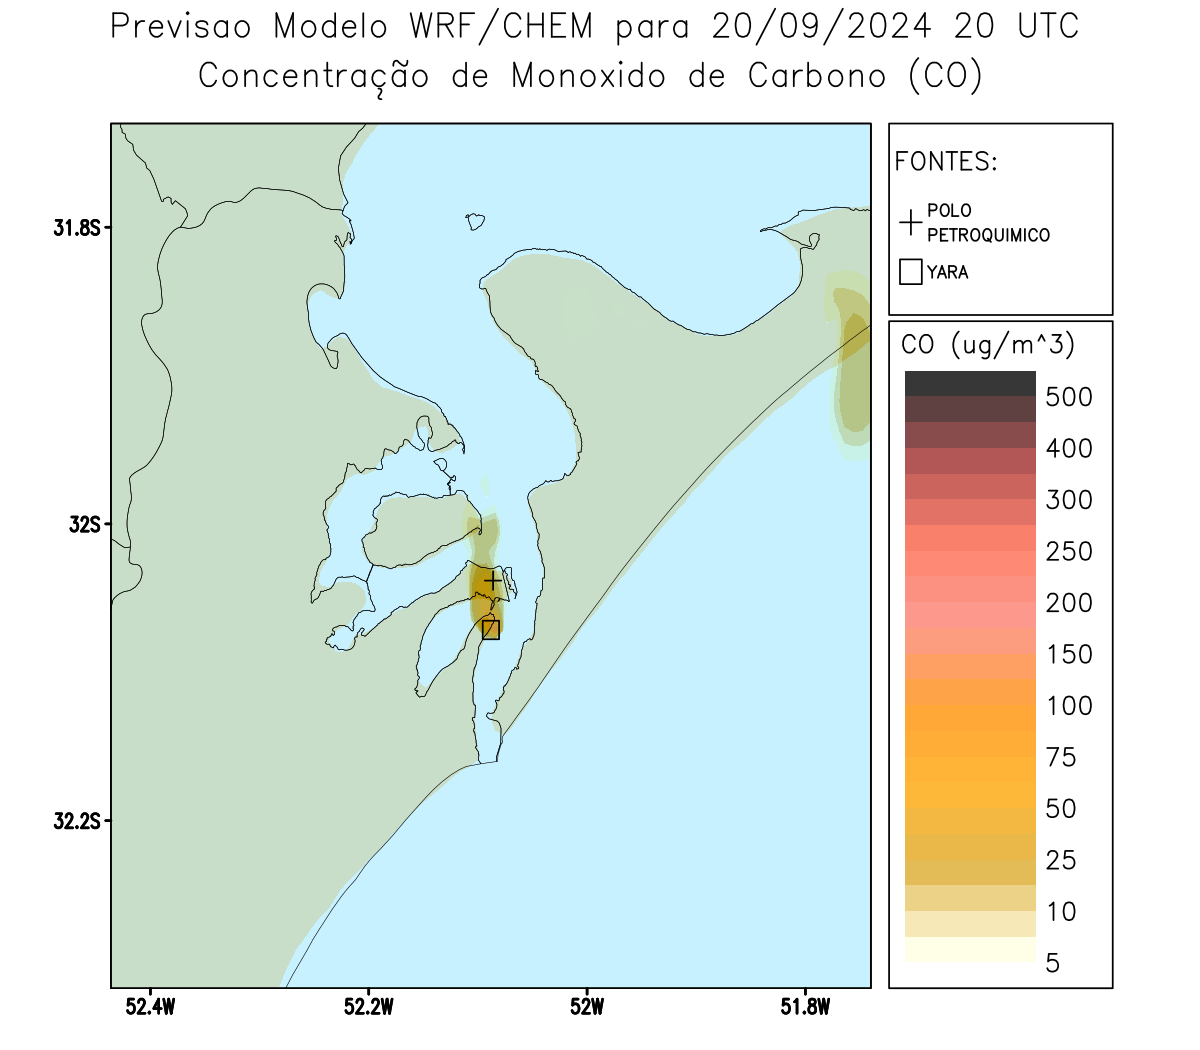 Previsao Modelo WRF/CHEM para 20/09/2024 20 UTC
Concentração de Monoxido de Carbono (CO)
FONTES:
POLO
PETROQUIMICO
YARA
CO (ug/m^3)
500
400
300
250
200
150
100
75
50
25
10
5
31.8S
32S
32.2S
52.4W
52.2W
52W
51.8W